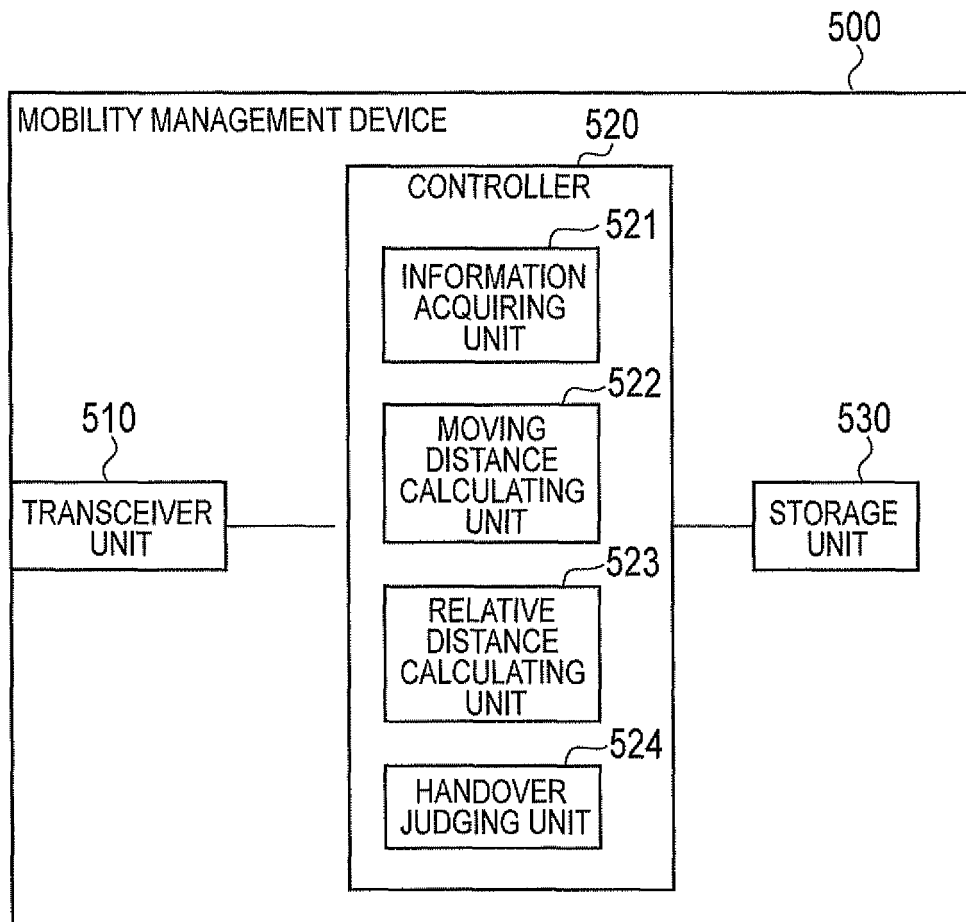 500
MOBILITY MANAGEMENT DEVICE
520
CONTROLLER
521
INFORMATION
ACQUIRING
UNIT
522
MOVING
DISTANCE
CALCULATING
UNIT
510
TRANSCEIVER
UNIT
530
STORAGE
UNIT
523
RELATIVE
DISTANCE
CALCULATING
UNIT
524
HANDOVER
JUDGING UNIT